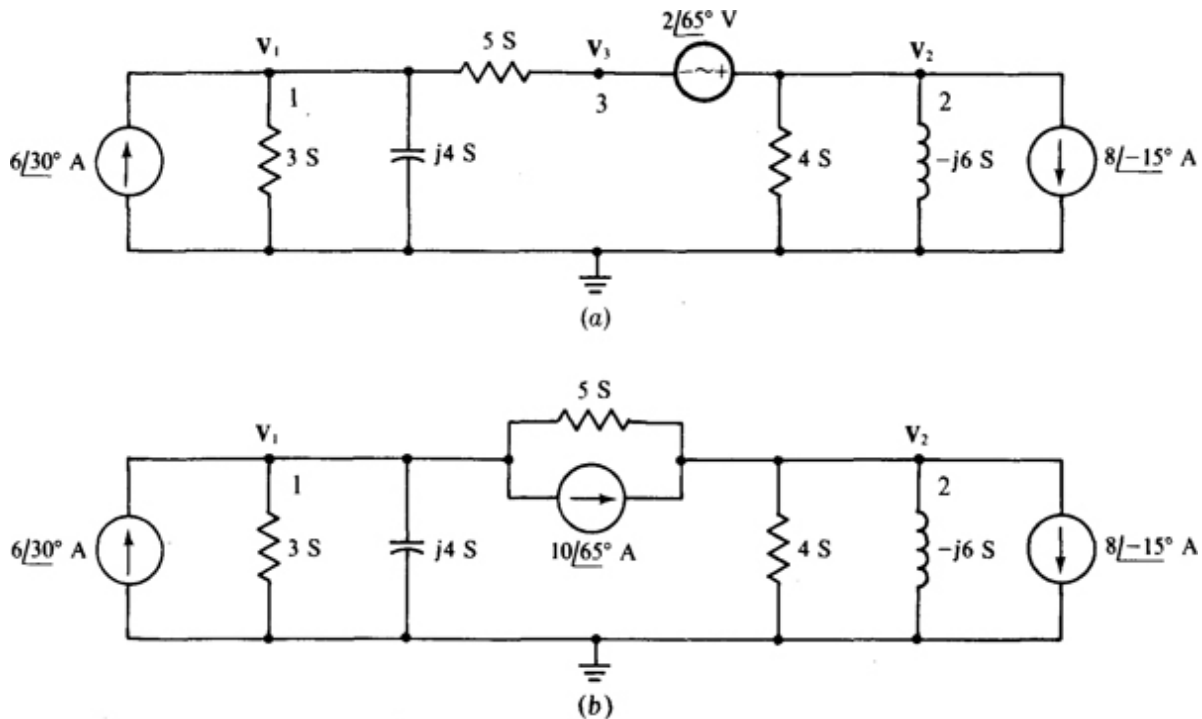 2/65° V
V₁ 5 S V₃ V₂
1 3 2
6/30° A 3 S j4 S 4 S -j6 S 8/-15° A
- ~ +
(a)
5 S
V₁ V₂
1 2
6/30° A 3 S j4 S 10/65° A 4 S -j6 S 8/-15° A
(b)